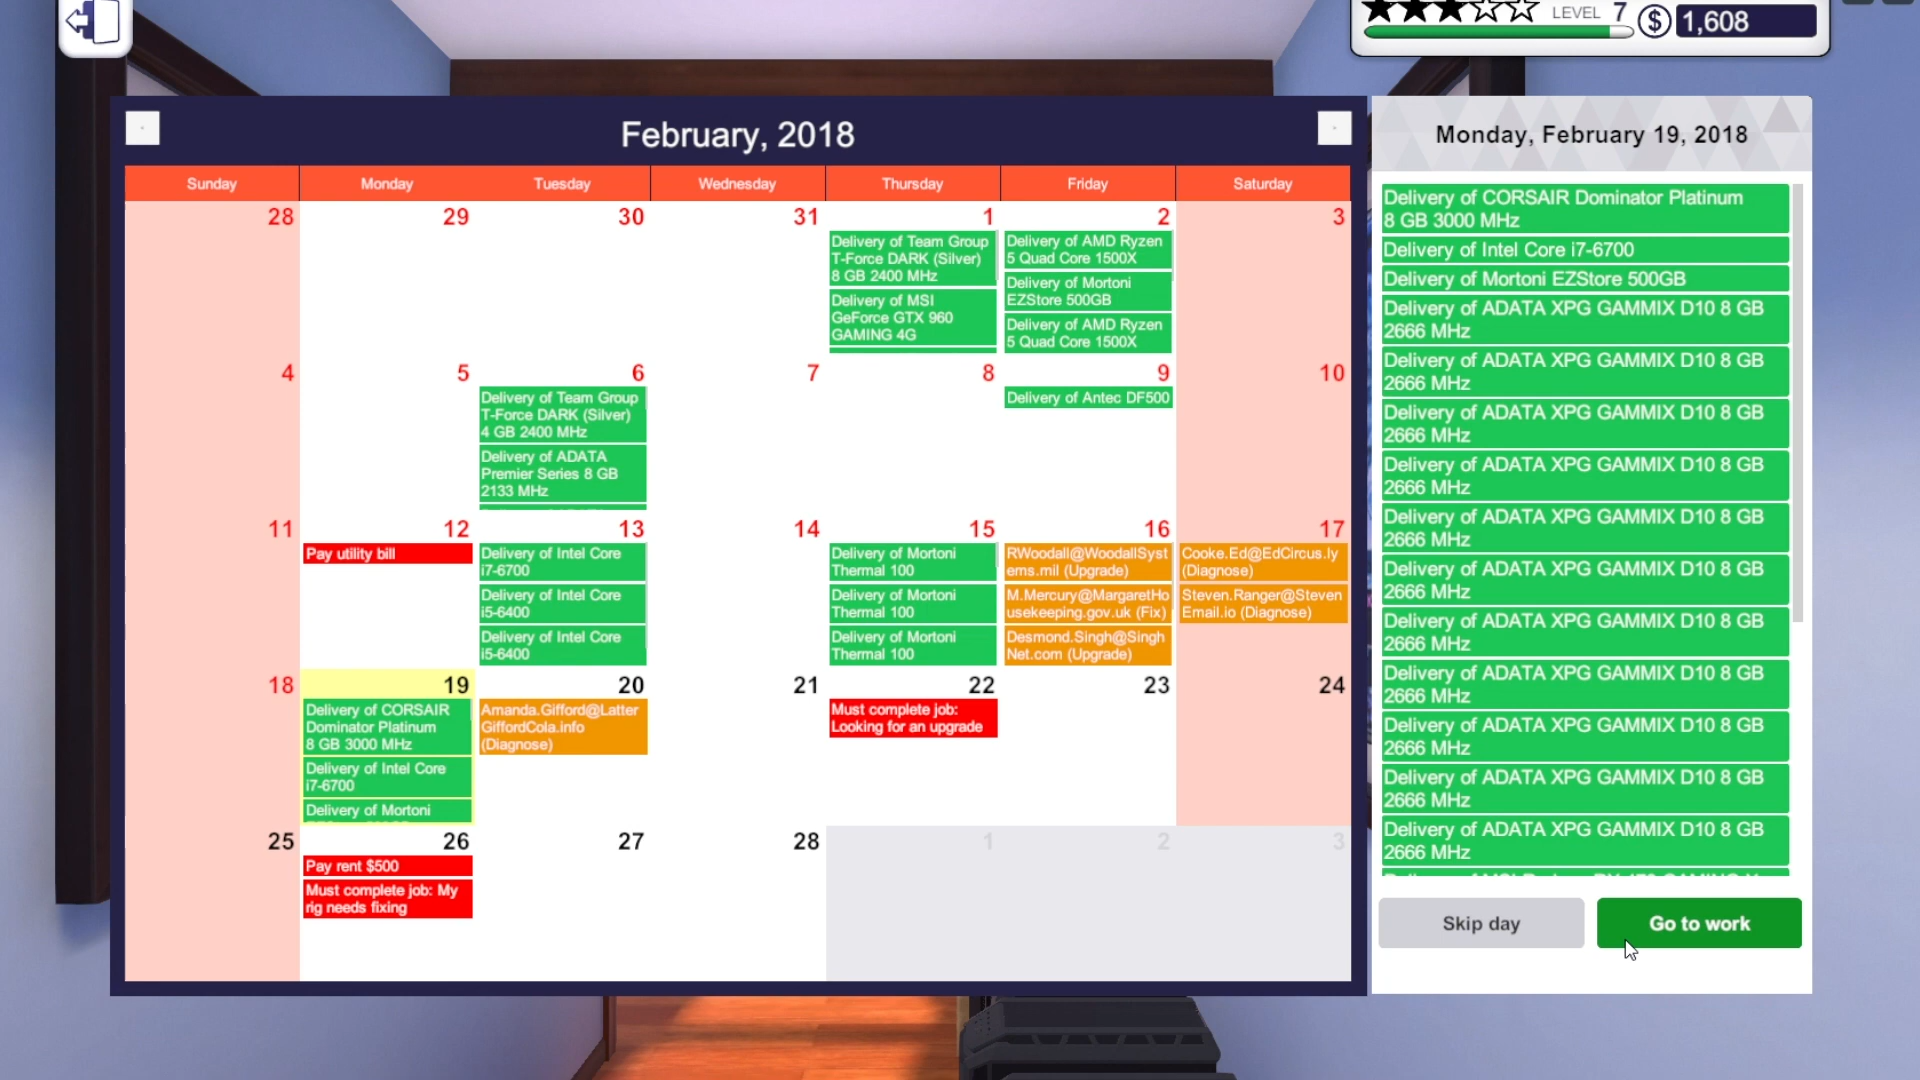 LEVEL 7
$ 1,608
February, 2018
Sunday Monday Tuesday Wednesday Thursday Friday Saturday
28 29 30 31 1 2 3
Delivery of Team Group
T-Force DARK (Silver)
8 GB 2400 MHz
Delivery of MSI
GeForce GTX 960
GAMING 4G
Delivery of AMD Ryzen
5 Quad Core 1500X
Delivery of Mortoni
EZStore 500GB
Delivery of AMD Ryzen
5 Quad Core 1500X
4 5 6 7 8 9 10
Delivery of Team Group
T-Force DARK (Silver)
4 GB 2400 MHz
Delivery of ADATA
Premier Series 8 GB
2133 MHz
Delivery of Antec DF500
11 12 13 14 15 16 17
Pay utility bill
Delivery of Intel Core
i7-6700
Delivery of Intel Core
i5-6400
Delivery of Intel Core
i5-6400
Delivery of Mortoni
Thermal 100
Delivery of Mortoni
Thermal 100
Delivery of Mortoni
Thermal 100
RWoodall@WoodallSyst
ems.mil (Upgrade)
M.Mercury@MargaretHo
usekeeping.gov.uk (Fix)
Desmond.Singh@Singh
Net.com (Upgrade)
Cooke.Ed@EdCircus.ly
(Diagnose)
Steven.Ranger@Steven
Email.io (Diagnose)
18 19 20 21 22 23 24
Delivery of CORSAIR
Dominator Platinum
8 GB 3000 MHz
Delivery of Intel Core
i7-6700
Delivery of Mortoni
Amanda.Gifford@Latter
GiffordCola.info
(Diagnose)
Must complete job:
Looking for an upgrade
25 26 27 28 1 2 3
Pay rent $500
Must complete job: My
rig needs fixing
Monday, February 19, 2018
Delivery of CORSAIR Dominator Platinum
8 GB 3000 MHz
Delivery of Intel Core i7-6700
Delivery of Mortoni EZStore 500GB
Delivery of ADATA XPG GAMMIX D10 8 GB
2666 MHz
Delivery of ADATA XPG GAMMIX D10 8 GB
2666 MHz
Delivery of ADATA XPG GAMMIX D10 8 GB
2666 MHz
Delivery of ADATA XPG GAMMIX D10 8 GB
2666 MHz
Delivery of ADATA XPG GAMMIX D10 8 GB
2666 MHz
Delivery of ADATA XPG GAMMIX D10 8 GB
2666 MHz
Delivery of ADATA XPG GAMMIX D10 8 GB
2666 MHz
Delivery of ADATA XPG GAMMIX D10 8 GB
2666 MHz
Delivery of ADATA XPG GAMMIX D10 8 GB
2666 MHz
Delivery of ADATA XPG GAMMIX D10 8 GB
2666 MHz
Delivery of ADATA XPG GAMMIX D10 8 GB
2666 MHz
Skip day
Go to work